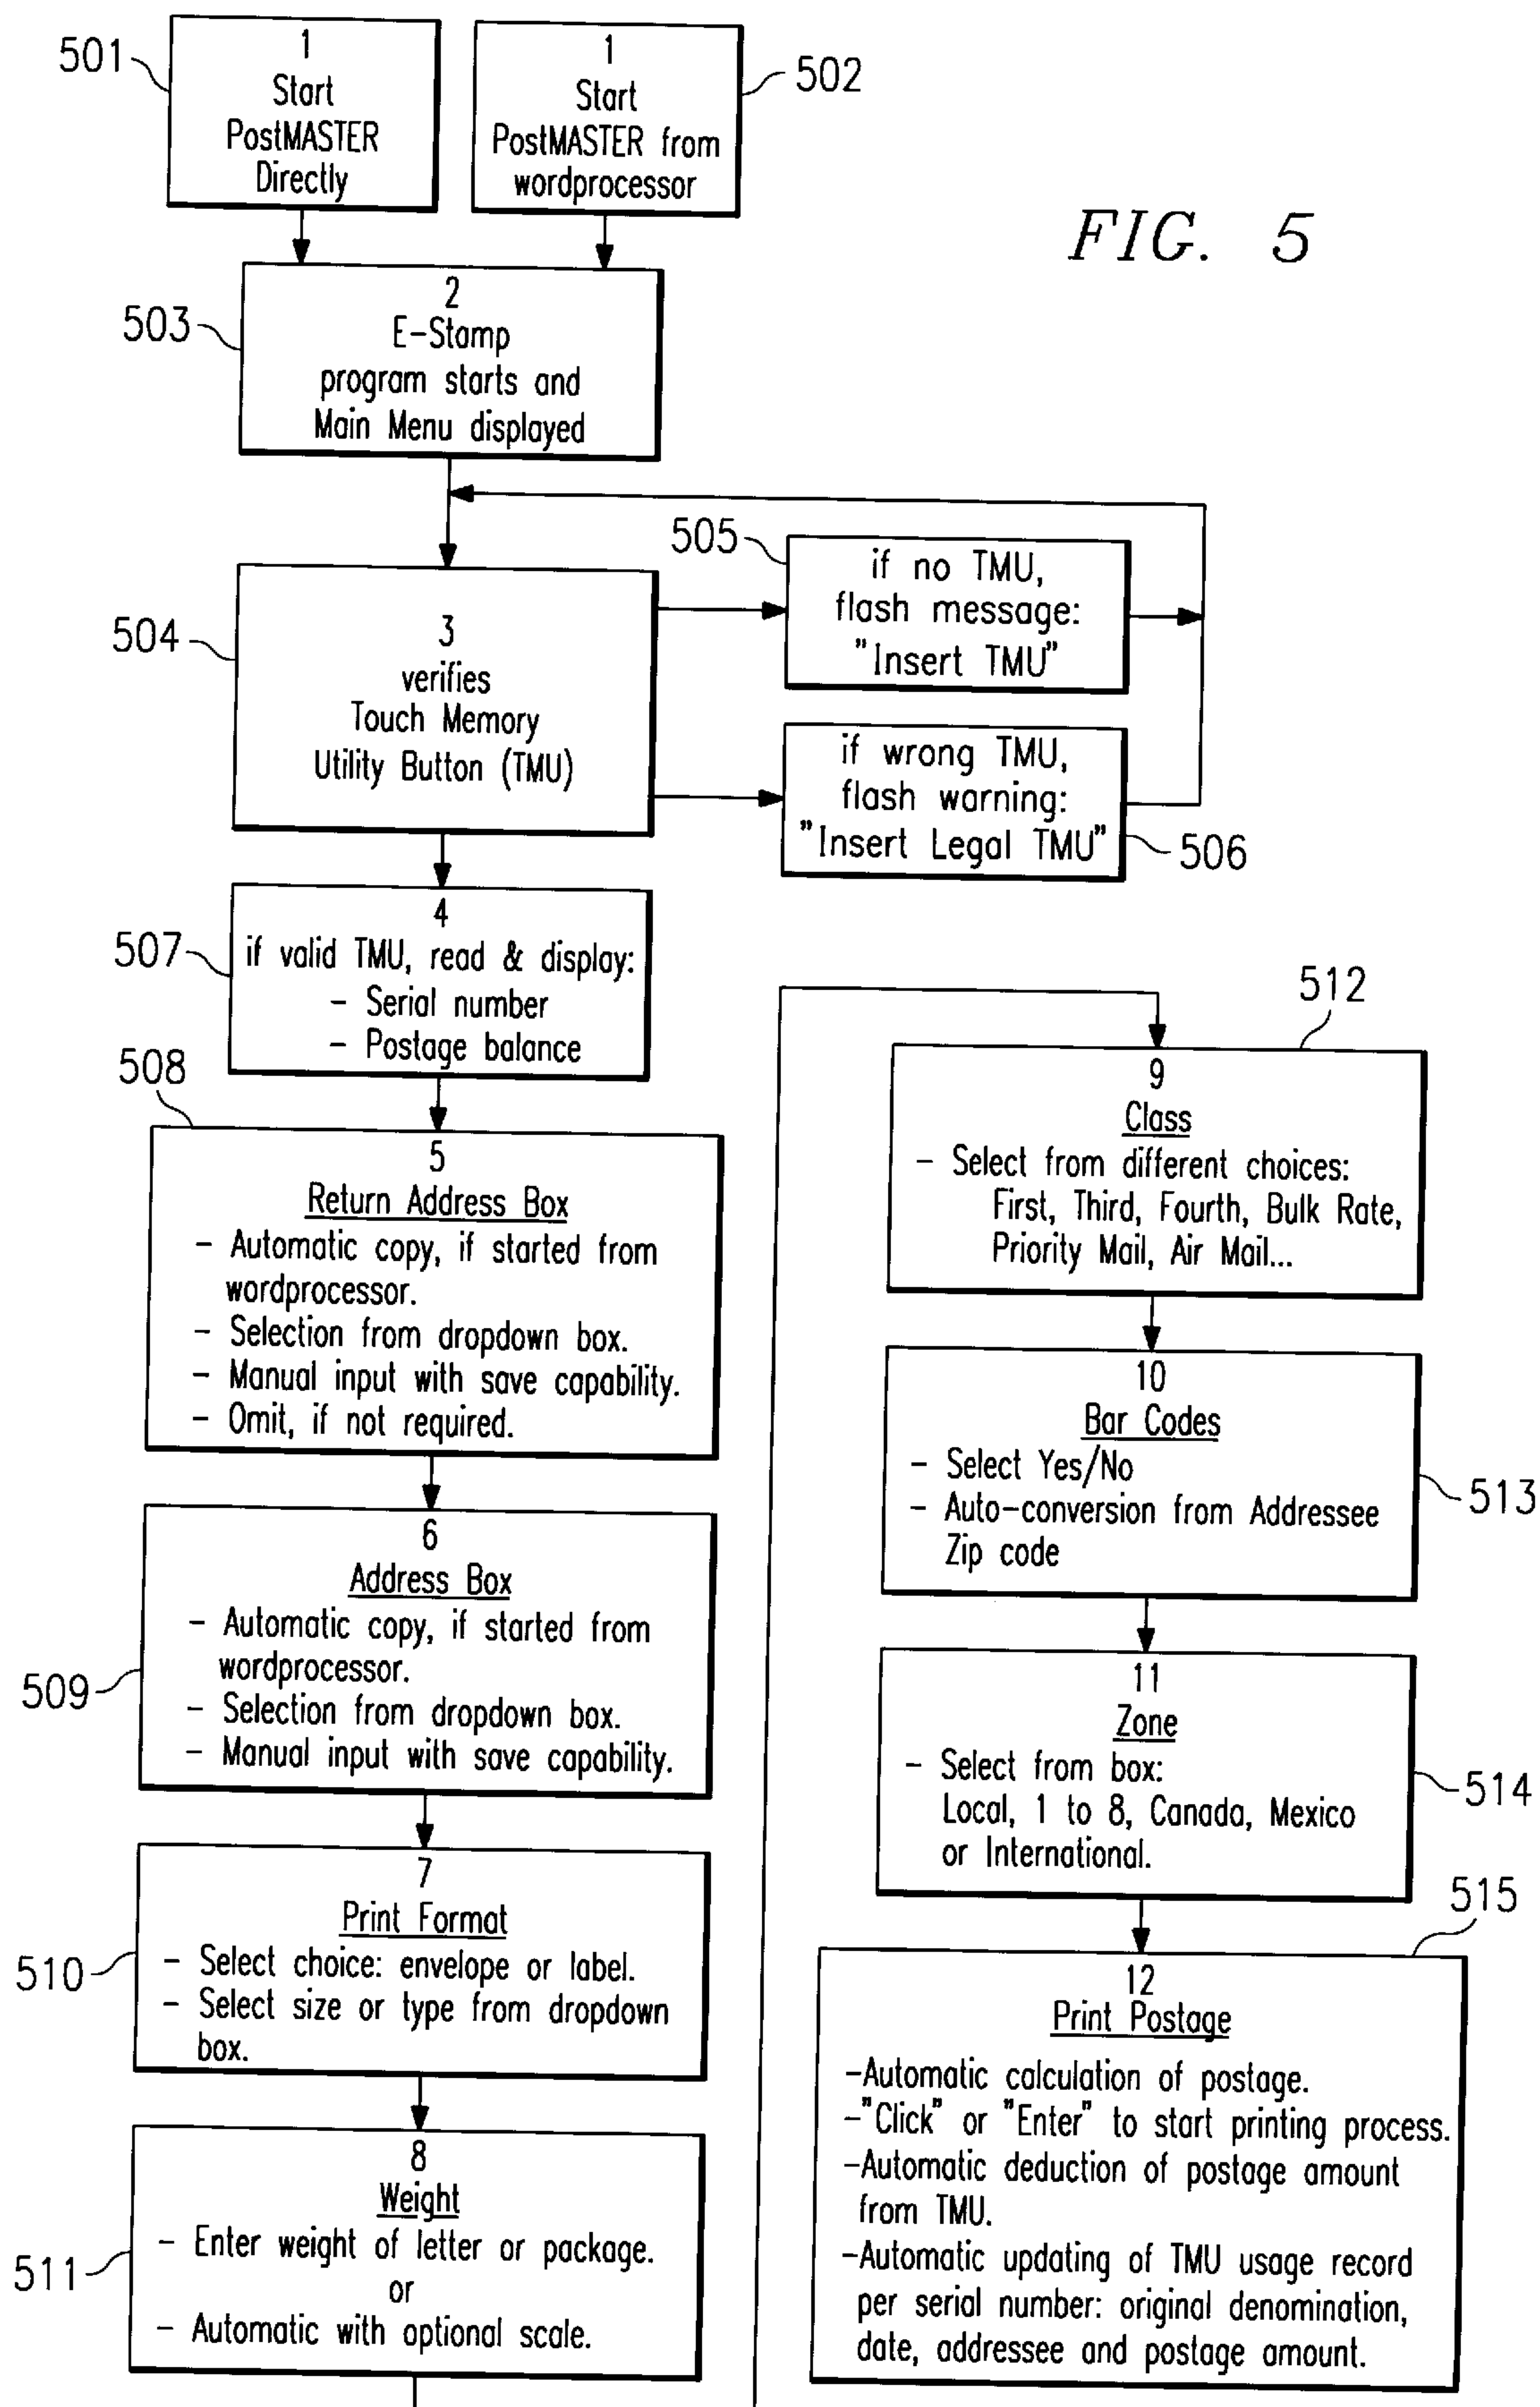 FIG. 5
501
1
Start
PostMASTER
Directly
502
1
Start
PostMASTER from
wordprocessor
503
2
E-Stamp
program starts and
Main Menu displayed
504
3
verifies
Touch Memory
Utility Button (TMU)
505
if no TMU,
flash message:
"Insert TMU"
if wrong TMU,
flash warning:
"Insert Legal TMU"
506
507
4
if valid TMU, read & display:
- Serial number
- Postage balance
508
5
Return Address Box
- Automatic copy, if started from
wordprocessor.
- Selection from dropdown box.
- Manual input with save capability.
- Omit, if not required.
509
6
Address Box
- Automatic copy, if started from
wordprocessor.
- Selection from dropdown box.
- Manual input with save capability.
510
7
Print Format
- Select choice: envelope or label.
- Select size or type from dropdown
box.
511
8
Weight
- Enter weight of letter or package.
or
- Automatic with optional scale.
512
9
Class
- Select from different choices:
First, Third, Fourth, Bulk Rate,
Priority Mail, Air Mail...
513
10
Bar Codes
- Select Yes/No
- Auto-conversion from Addressee
Zip code
514
11
Zone
- Select from box:
Local, 1 to 8, Canada, Mexico
or International.
515
12
Print Postage
-Automatic calculation of postage.
-"Click" or "Enter" to start printing process.
-Automatic deduction of postage amount
from TMU.
-Automatic updating of TMU usage record
per serial number: original denomination,
date, addressee and postage amount.